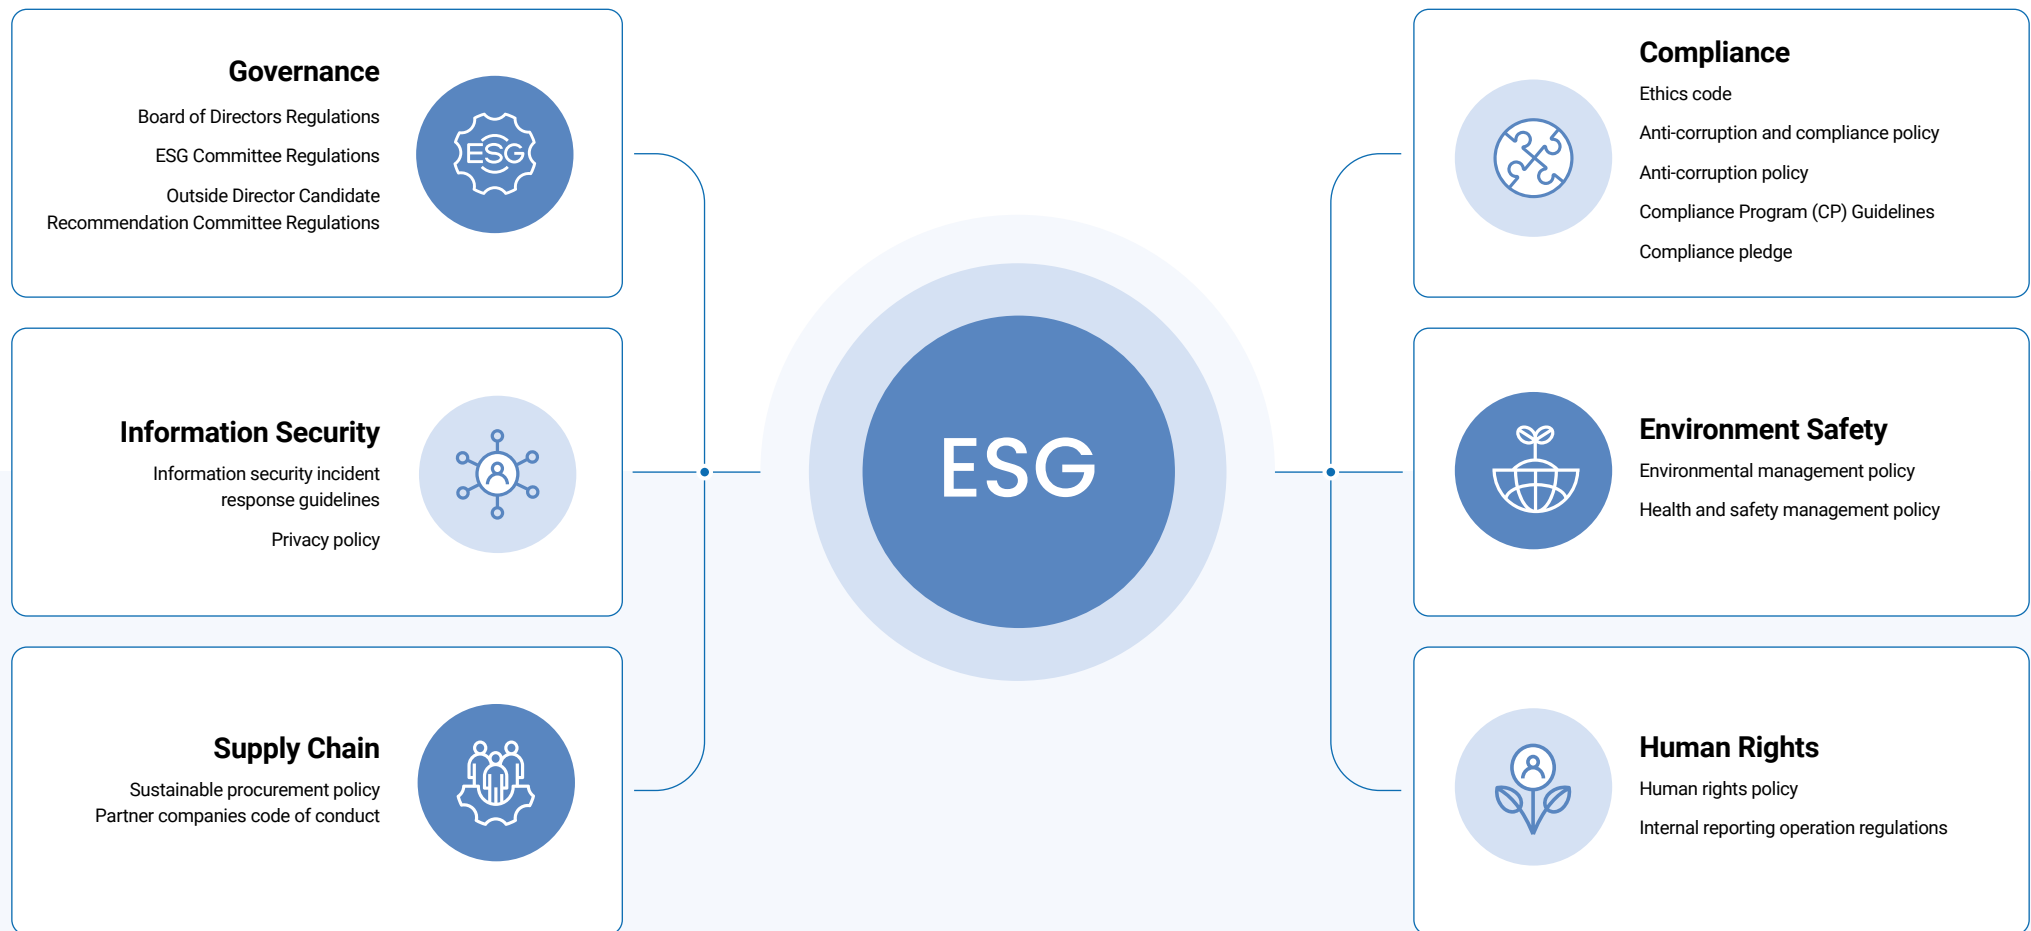 Governance
Board of Directors Regulations
ESG Committee Regulations
Outside Director Candidate
Recommendation Committee Regulations
ESG
Information Security
Information security incident
response guidelines
Privacy policy
Supply Chain
Sustainable procurement policy
Partner companies code of conduct
ESG
Compliance
Ethics code
Anti-corruption and compliance policy
Anti-corruption policy
Compliance Program (CP) Guidelines
Compliance pledge
Environment Safety
Environmental management policy
Health and safety management policy
Human Rights
Human rights policy
Internal reporting operation regulations